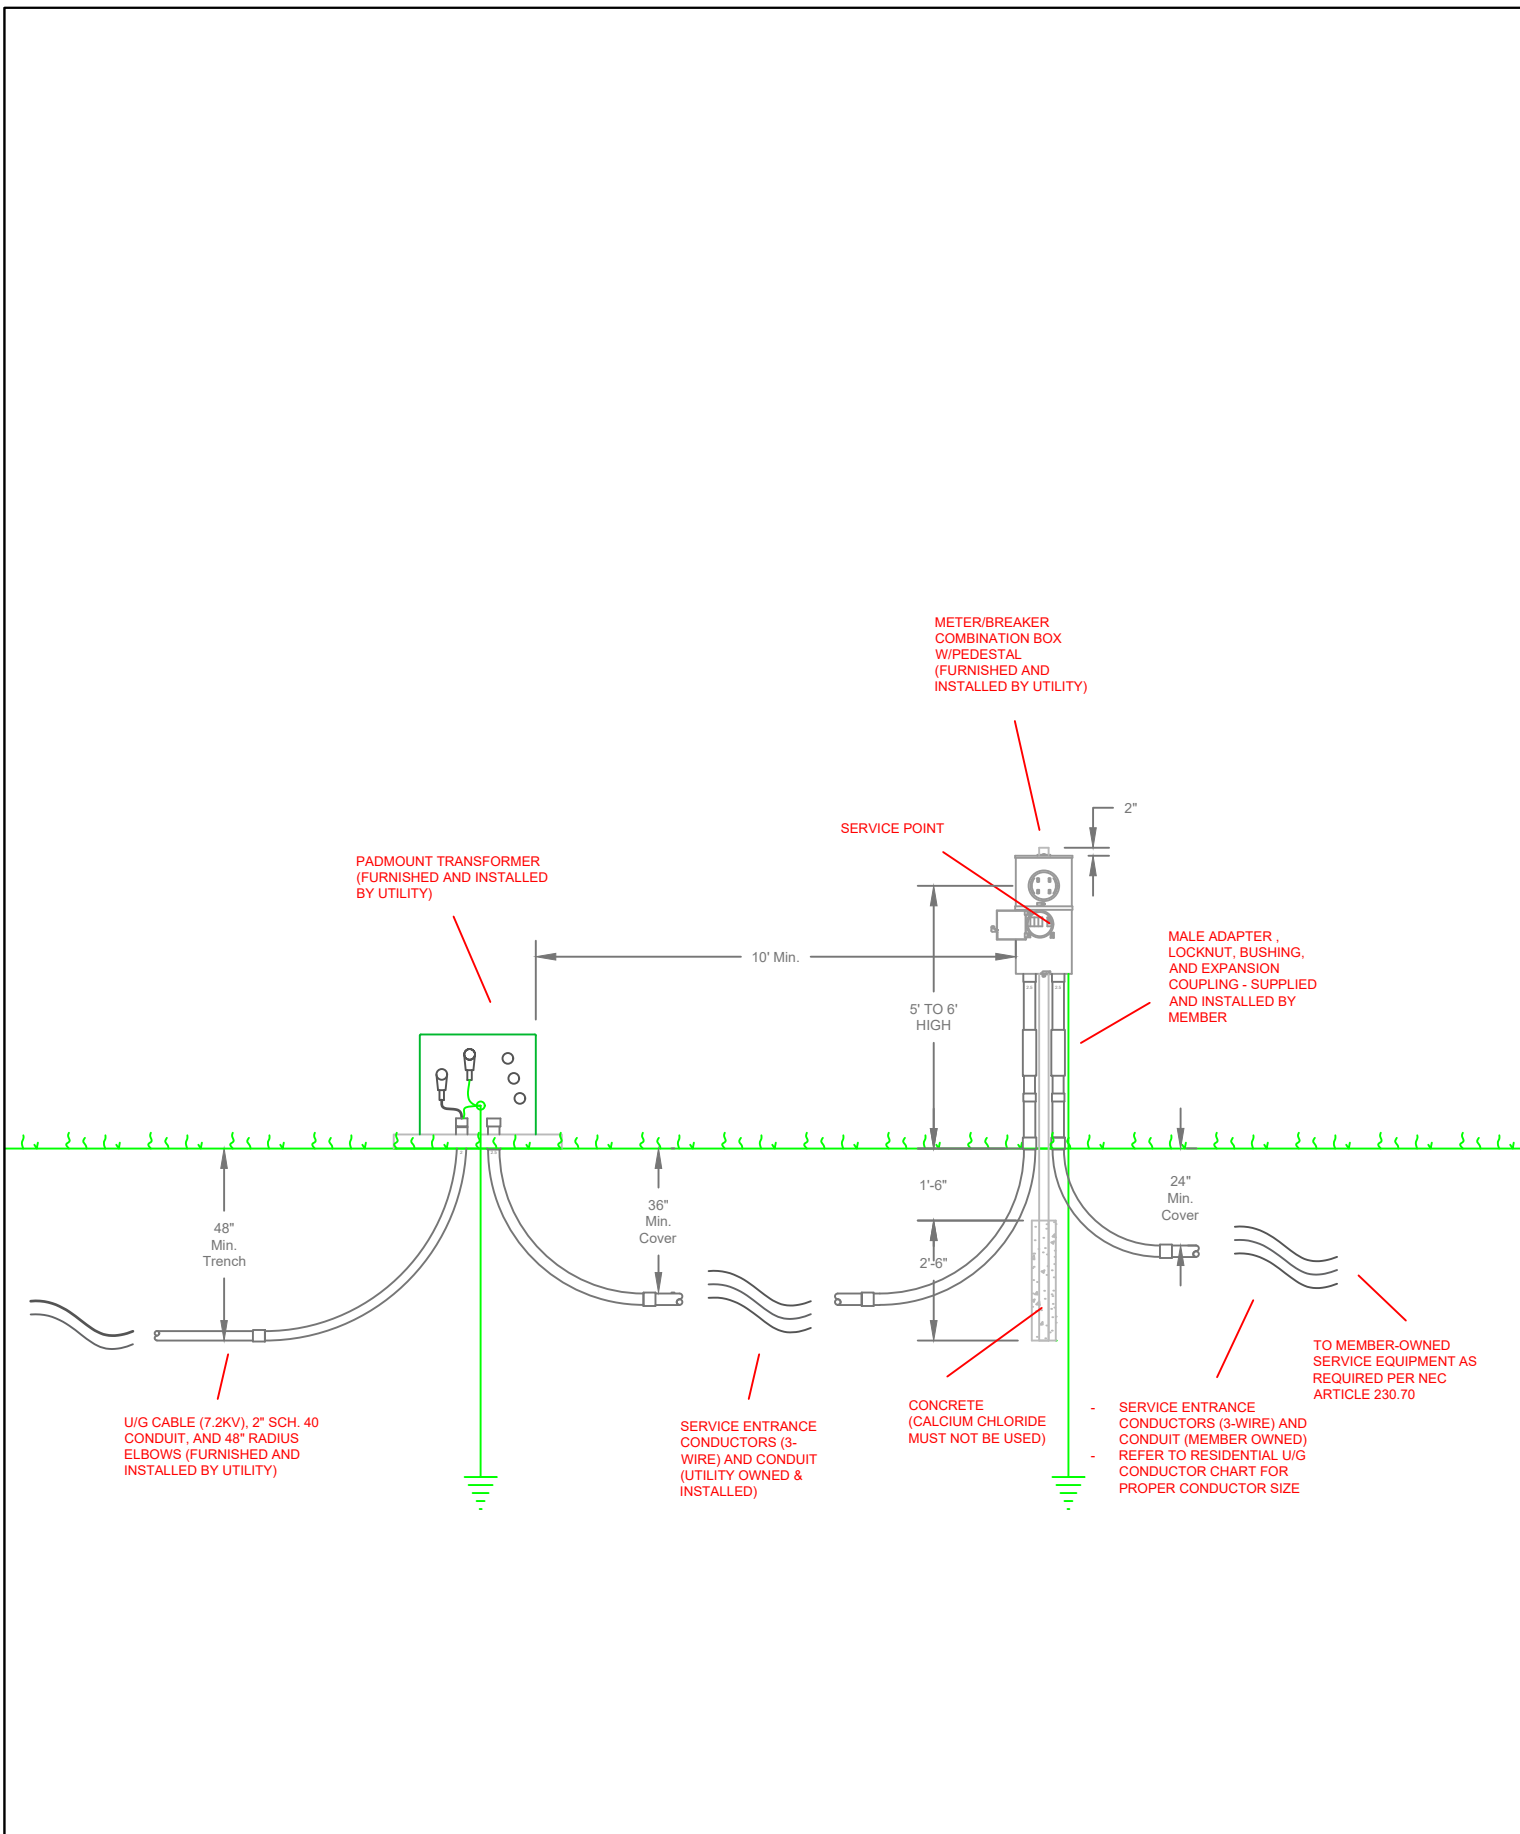 METER/BREAKER
COMBINATION BOX
W/PEDESTAL
(FURNISHED AND
INSTALLED BY UTILITY)
2"
SERVICE POINT
PADMOUNT TRANSFORMER
(FURNISHED AND INSTALLED
BY UTILITY)
10' Min.
5' TO 6'
HIGH
MALE ADAPTER ,
LOCKNUT, BUSHING,
AND EXPANSION
COUPLING - SUPPLIED
AND INSTALLED BY
MEMBER
48"
Min.
Trench
36"
Min.
Cover
1'-6"
2'-6"
24"
Min.
Cover
U/G CABLE (7.2KV), 2" SCH. 40
CONDUIT, AND 48" RADIUS
ELBOWS (FURNISHED AND
INSTALLED BY UTILITY)
SERVICE ENTRANCE
CONDUCTORS (3-
WIRE) AND CONDUIT
(UTILITY OWNED &
INSTALLED)
CONCRETE
(CALCIUM CHLORIDE
MUST NOT BE USED)
- SERVICE ENTRANCE
CONDUCTORS (3-WIRE) AND
CONDUIT (MEMBER OWNED)
- REFER TO RESIDENTIAL U/G
CONDUCTOR CHART FOR
PROPER CONDUCTOR SIZE
TO MEMBER-OWNED
SERVICE EQUIPMENT AS
REQUIRED PER NEC
ARTICLE 230.70